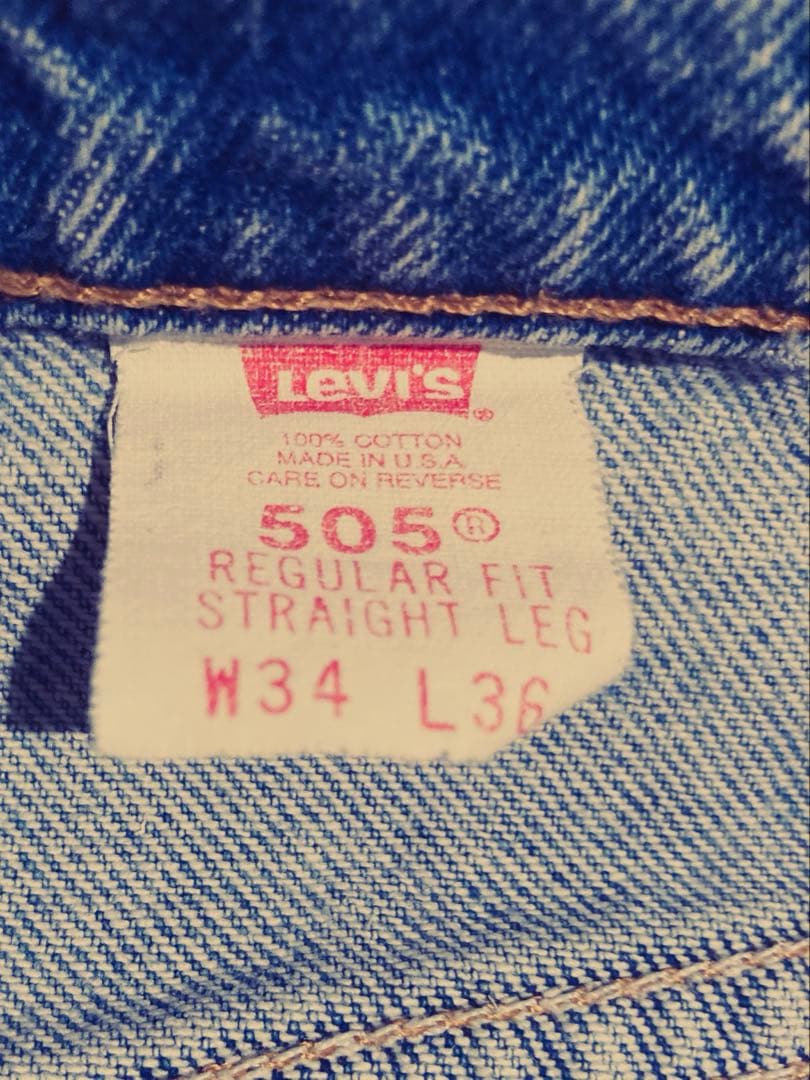 Levi's ®
100% COTTON
MADE IN U.S.A.
CARE ON REVERSE
505®
REGULAR FIT
STRAIGHT LEG
W34 L36